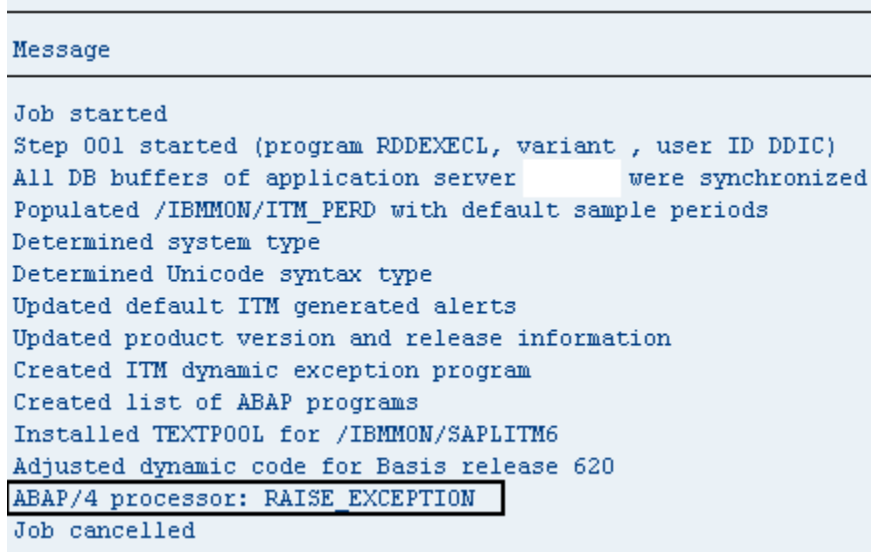 Message
Job started
Step 001 started (program RDDEXECL, variant , user ID DDIC)
All DB buffers of application server were synchronized
Populated /IBMMON/ITM_PERD with default sample periods
Determined system type
Determined Unicode syntax type
Updated default ITM generated alerts
Updated product version and release information
Created ITM dynamic exception program
Created list of ABAP programs
Installed TEXTPOOL for /IBMMON/SAPLITM6
Adjusted dynamic code for Basis release 620
ABAP/4 processor: RAISE_EXCEPTION
Job cancelled